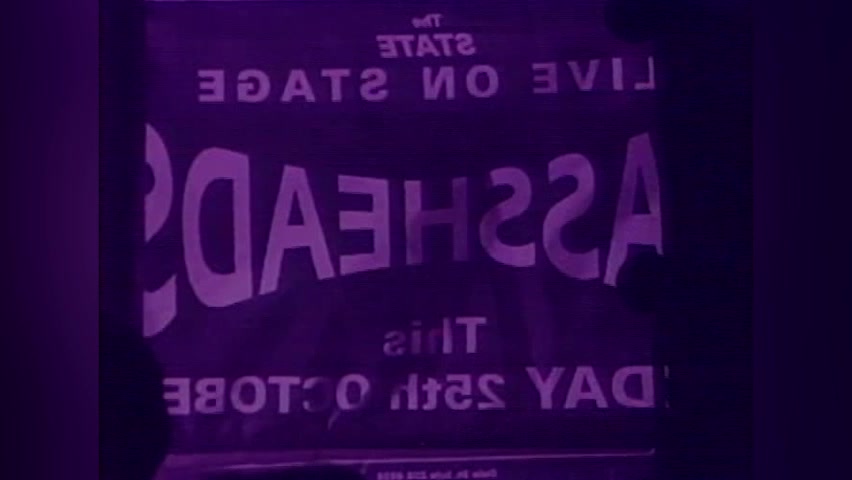 The
STATE
LIVE ON STAGE
ASSHEADS
This
DAY 25th OCTOBE